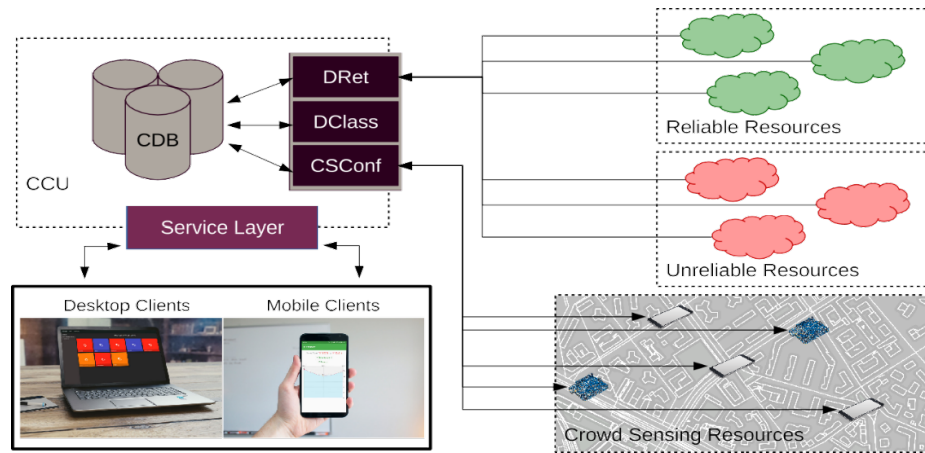 DRet
DClass
CSConf
CDB
CCU
Service Layer
Desktop Clients
Mobile Clients
Reliable Resources
Unreliable Resources
Crowd Sensing Resources